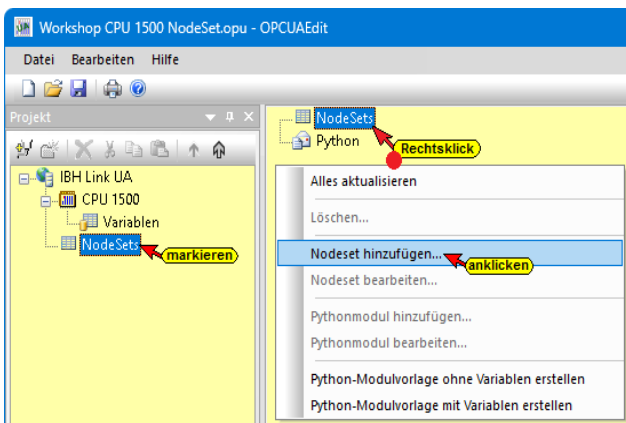 Workshop CPU 1500 NodeSet.opu - OPCUAEdit
Datei Bearbeiten Hilfe
Projekt
IBH Link UA
CPU 1500
Variablen
NodeSets
markieren
NodeSets
Python
Rechtsklick
Alles aktualisieren
Löschen...
Nodeset hinzufügen...
anklicken
Nodeset bearbeiten...
Pythonmodul hinzufügen...
Pythonmodul bearbeiten...
Python-Modulvorlage ohne Variablen erstellen
Python-Modulvorlage mit Variablen erstellen